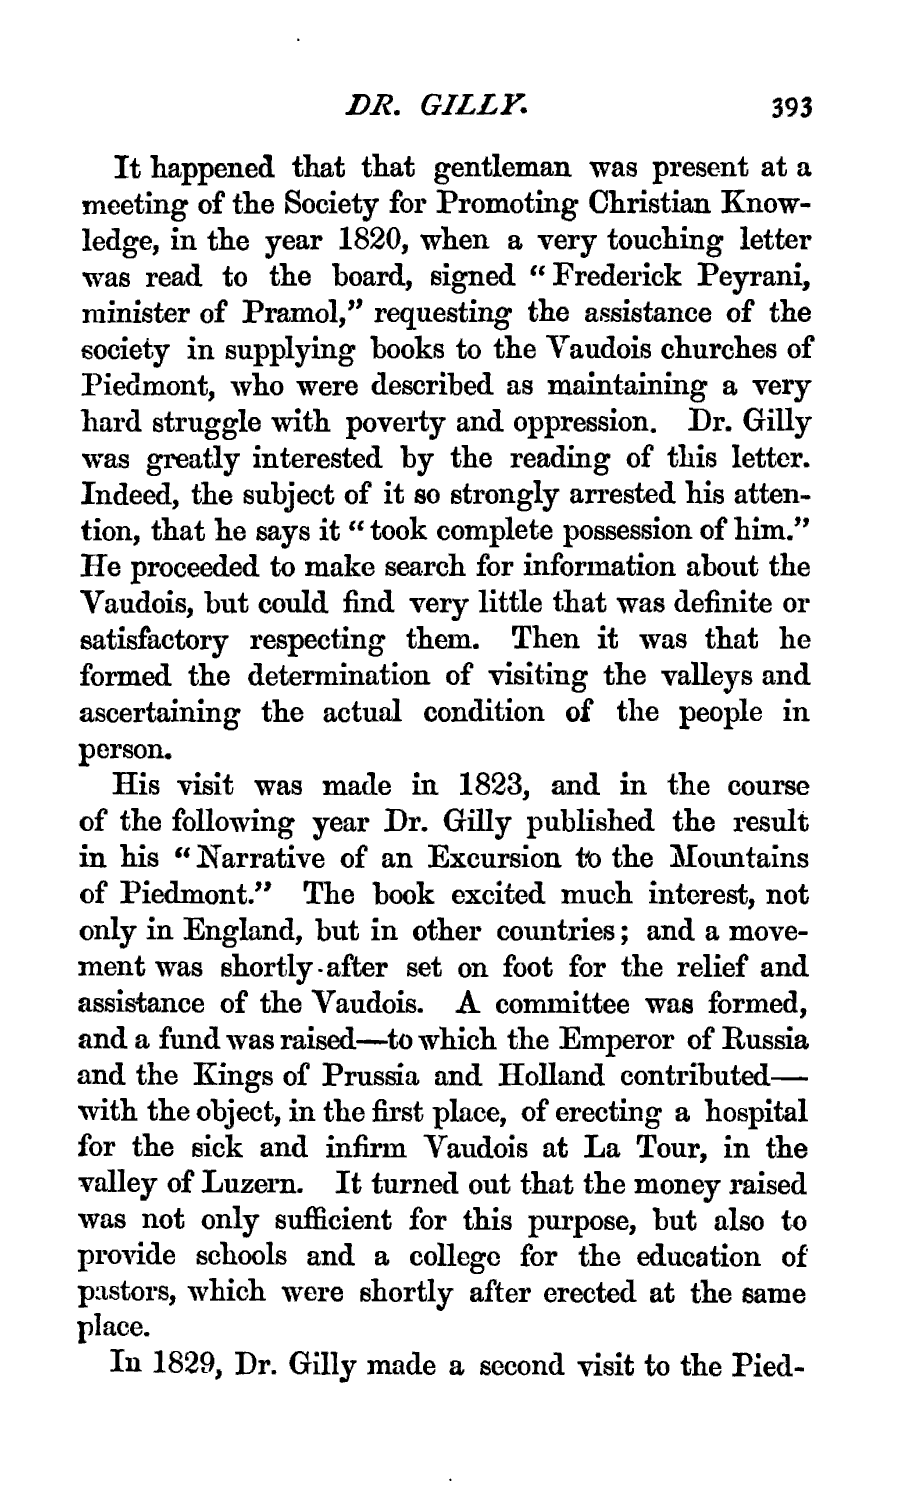 DR. GILLY. 393
It happened that that gentleman was present at a
meeting of the Society for Promoting Christian Know-
ledge, in the year 1820, when a very touching letter
was read to the board, signed “Frederick Peyrani,
minister of Pramol,” requesting the assistance of the
society in supplying books to the Vaudois churches of
Piedmont, who were described as maintaining a very
hard struggle with poverty and oppression. Dr. Gilly
was greatly interested by the reading of this letter.
Indeed, the subject of it so strongly arrested his atten-
tion, that he says it “took complete possession of him.”
He proceeded to make search for information about the
Vaudois, but could find very little that was definite or
satisfactory respecting them. Then it was that he
formed the determination of visiting the valleys and
ascertaining the actual condition of the people in
person.
His visit was made in 1823, and in the course
of the following year Dr. Gilly published the result
in his “Narrative of an Excursion to the Mountains
of Piedmont.” The book excited much interest, not
only in England, but in other countries; and a move-
ment was shortly after set on foot for the relief and
assistance of the Vaudois. A committee was formed,
and a fund was raised—to which the Emperor of Russia
and the Kings of Prussia and Holland contributed—
with the object, in the first place, of erecting a hospital
for the sick and infirm Vaudois at La Tour, in the
valley of Luzern. It turned out that the money raised
was not only sufficient for this purpose, but also to
provide schools and a college for the education of
pastors, which were shortly after erected at the same
place.
In 1829, Dr. Gilly made a second visit to the Pied-